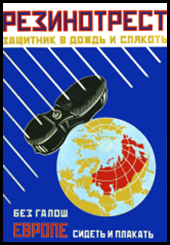 РЕЗИНОТРЕСТ
ЗАЩИТНИК В ДОЖДЬ И СЛЯКОТЬ
БЕЗ ГАЛОШ
ЕВРОПЕ СИДЕТЬ И ПЛАКАТЬ